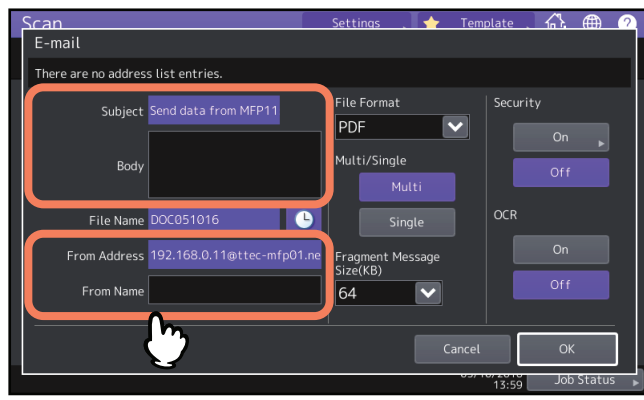 Scan
Settings
Template
E-mail
There are no address list entries.
Subject
Send data from MFP11
Body
File Name
DOC051016
From Address
192.168.0.11@ttec-mfp01.ne
From Name
File Format
PDF
Multi/Single
Multi
Single
Fragment Message
Size(KB)
64
Security
On
Off
OCR
On
Off
Cancel
OK
13:59
Job Status